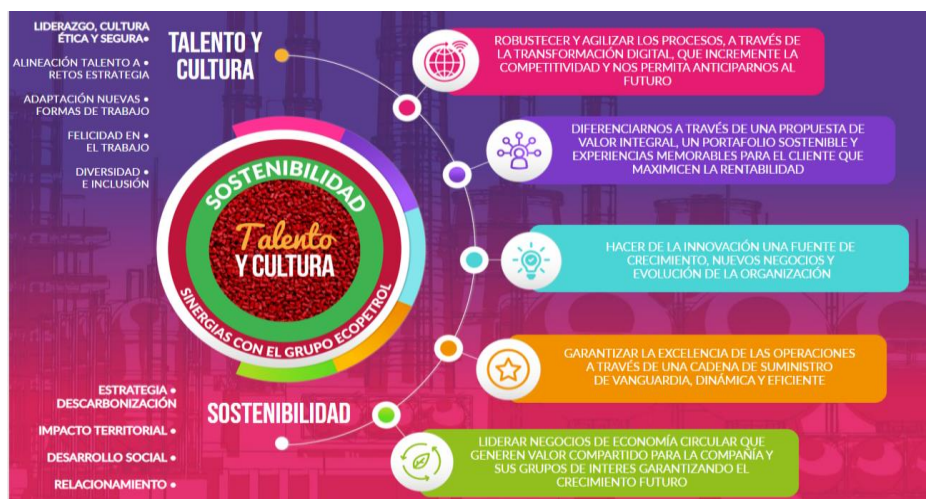 LIDERAZGO, CULTURA
ÉTICA Y SEGURA•
ALINEACIÓN TALENTO A •
RETOS ESTRATEGIA
ADAPTACIÓN NUEVAS •
FORMAS DE TRABAJO
FELICIDAD EN •
EL TRABAJO
DIVERSIDAD •
E INCLUSIÓN
TALENTO Y
CULTURA
SOSTENIBILIDAD
Talento
Y CULTURA
SINERGIAS CON EL GRUPO ECOPETROL
ROBUSTECER Y AGILIZAR LOS PROCESOS, A TRAVÉS DE
LA TRANSFORMACIÓN DIGITAL, QUE INCREMENTE LA
COMPETITIVIDAD Y NOS PERMITA ANTICIPARNOS AL
FUTURO
DIFERENCIARNOS A TRAVÉS DE UNA PROPUESTA DE
VALOR INTEGRAL, UN PORTAFOLIO SOSTENIBLE Y
EXPERIENCIAS MEMORABLES PARA EL CLIENTE QUE
MAXIMICEN LA RENTABILIDAD
HACER DE LA INNOVACIÓN UNA FUENTE DE
CRECIMIENTO, NUEVOS NEGOCIOS Y
EVOLUCIÓN DE LA ORGANIZACIÓN
GARANTIZAR LA EXCELENCIA DE LAS OPERACIONES
A TRAVÉS DE UNA CADENA DE SUMINISTRO
DE VANGUARDIA, DINÁMICA Y EFICIENTE
LIDERAR NEGOCIOS DE ECONOMÍA CIRCULAR QUE
GENEREN VALOR COMPARTIDO PARA LA COMPAÑÍA Y
SUS GRUPOS DE INTERES GARANTIZANDO EL
CRECIMIENTO FUTURO
SOSTENIBILIDAD
ESTRATEGIA •
DESCARBONIZACIÓN
IMPACTO TERRITORIAL •
DESARROLLO SOCIAL •
RELACIONAMIENTO •